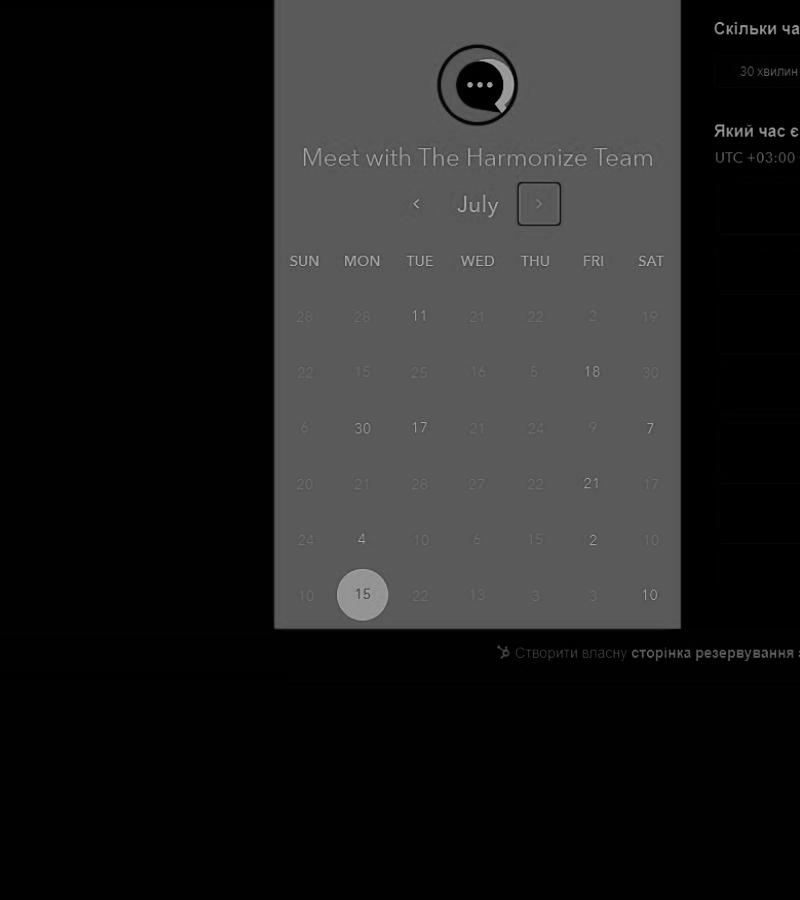 Скільки ча
30 хвилин
Який час є
UTC +03:00
Meet with The Harmonize Team
July
SUN MON TUE WED THU FRI SAT
28 28 11 21 22 2 19
22 15 25 16 5 18 30
6 30 17 21 24 9 7
20 21 28 27 22 21 17
24 4 10 6 15 2 10
10 15 22 13 3 3 10
Створити власну сторінка резервування з